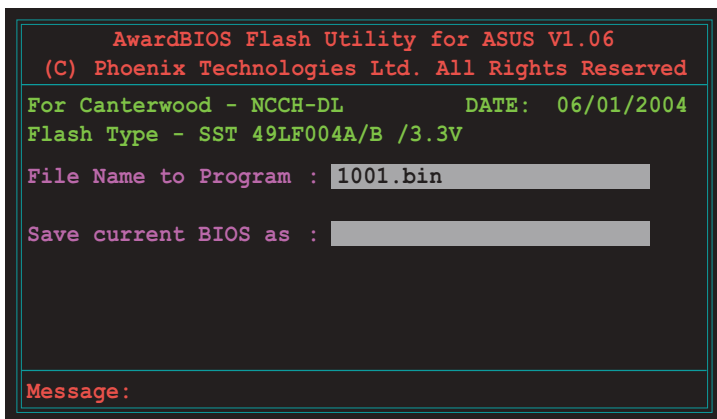 AwardBIOS Flash Utility for ASUS V1.06
(C) Phoenix Technologies Ltd. All Rights Reserved
For Canterwood - NCCH-DL DATE: 06/01/2004
Flash Type - SST 49LF004A/B /3.3V
File Name to Program : 1001.bin
Save current BIOS as :
Message: